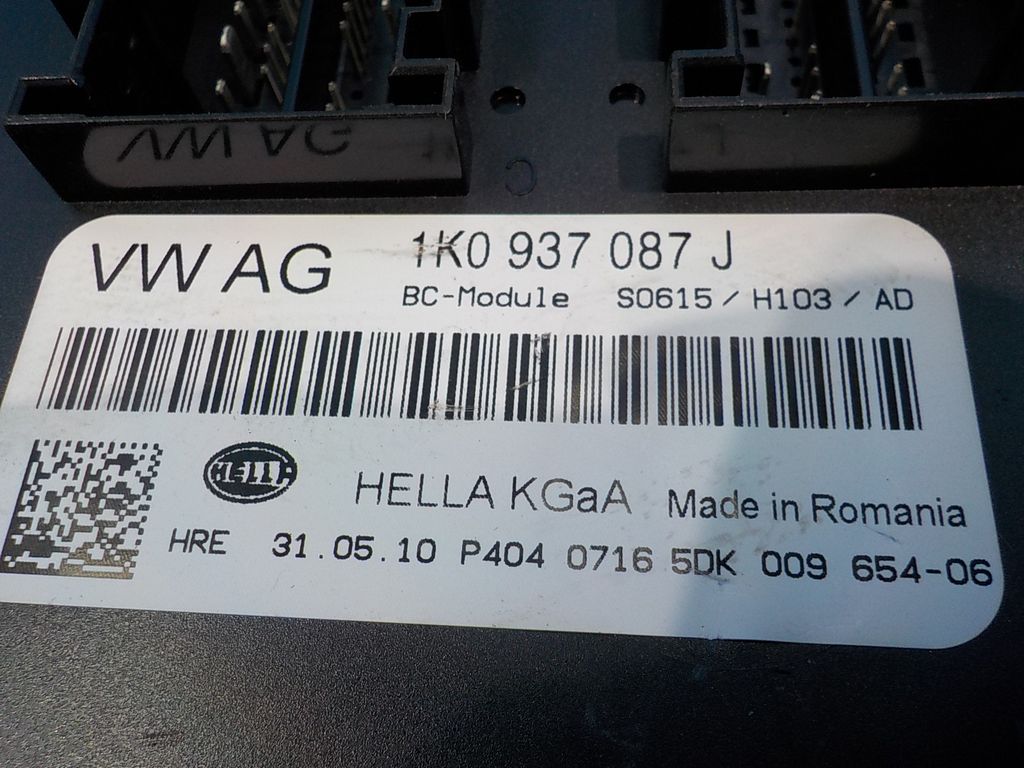 VW AG
C
VW AG
1K0 937 087 J
BC-Module S0615 / H103 / AD
HELLA
HELLA KGaA Made in Romania
HRE 31.05.10 P404 0716 5DK 009 654-06